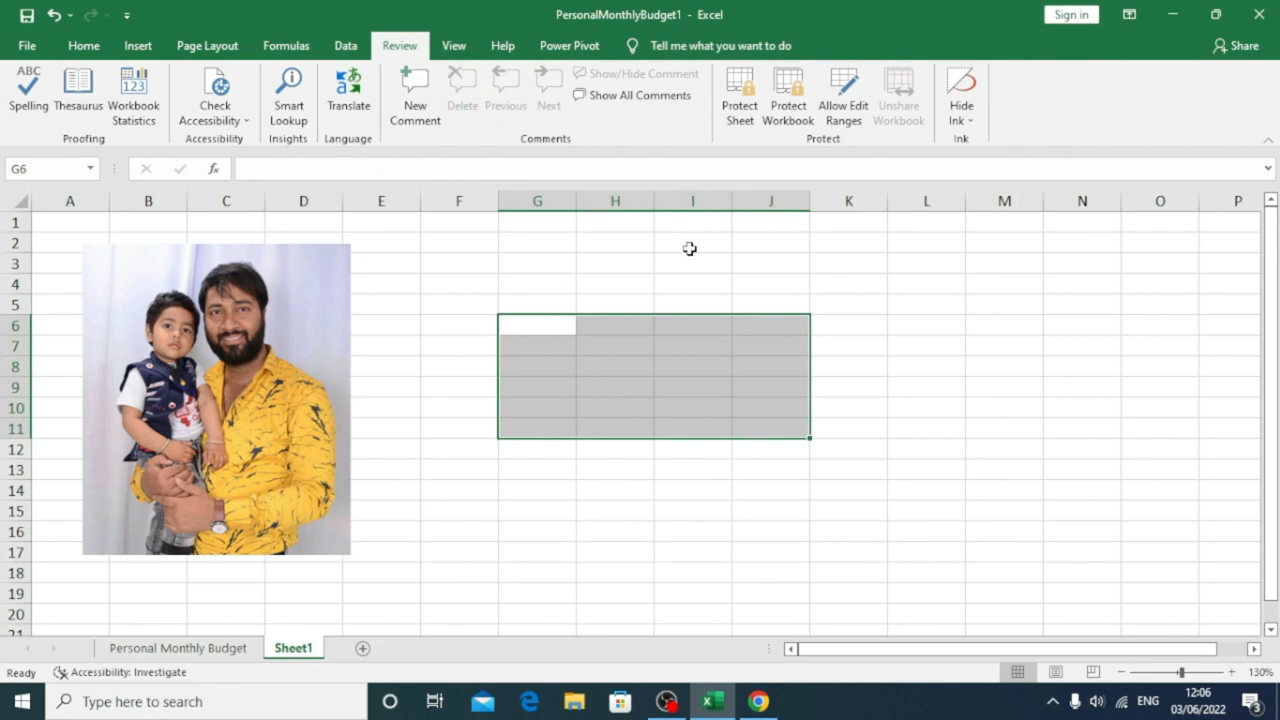 PersonalMonthlyBudget1 - Excel
Sign in
File Home Insert Page Layout Formulas Data Review View Help Power Pivot Tell me what you want to do Share
ABC
Spelling
Thesaurus
123
Workbook Statistics
Proofing
Check Accessibility
Accessibility
Smart Lookup
Insights
Translate
Language
New Comment
Delete
Previous
Next
Show/Hide Comment
Show All Comments
Comments
Protect Sheet
Protect Workbook
Allow Edit Ranges
Unshare Workbook
Protect
Hide Ink
Ink
G6 fx
A B C D E F G H I J K L M N O P
1
2
3
4
5
6
7
8
9
10
11
12
13
14
15
16
17
18
19
20
21
Personal Monthly Budget Sheet1
Ready Accessibility: Investigate 130%
Type here to search
ENG
12:06
03/06/2022
3